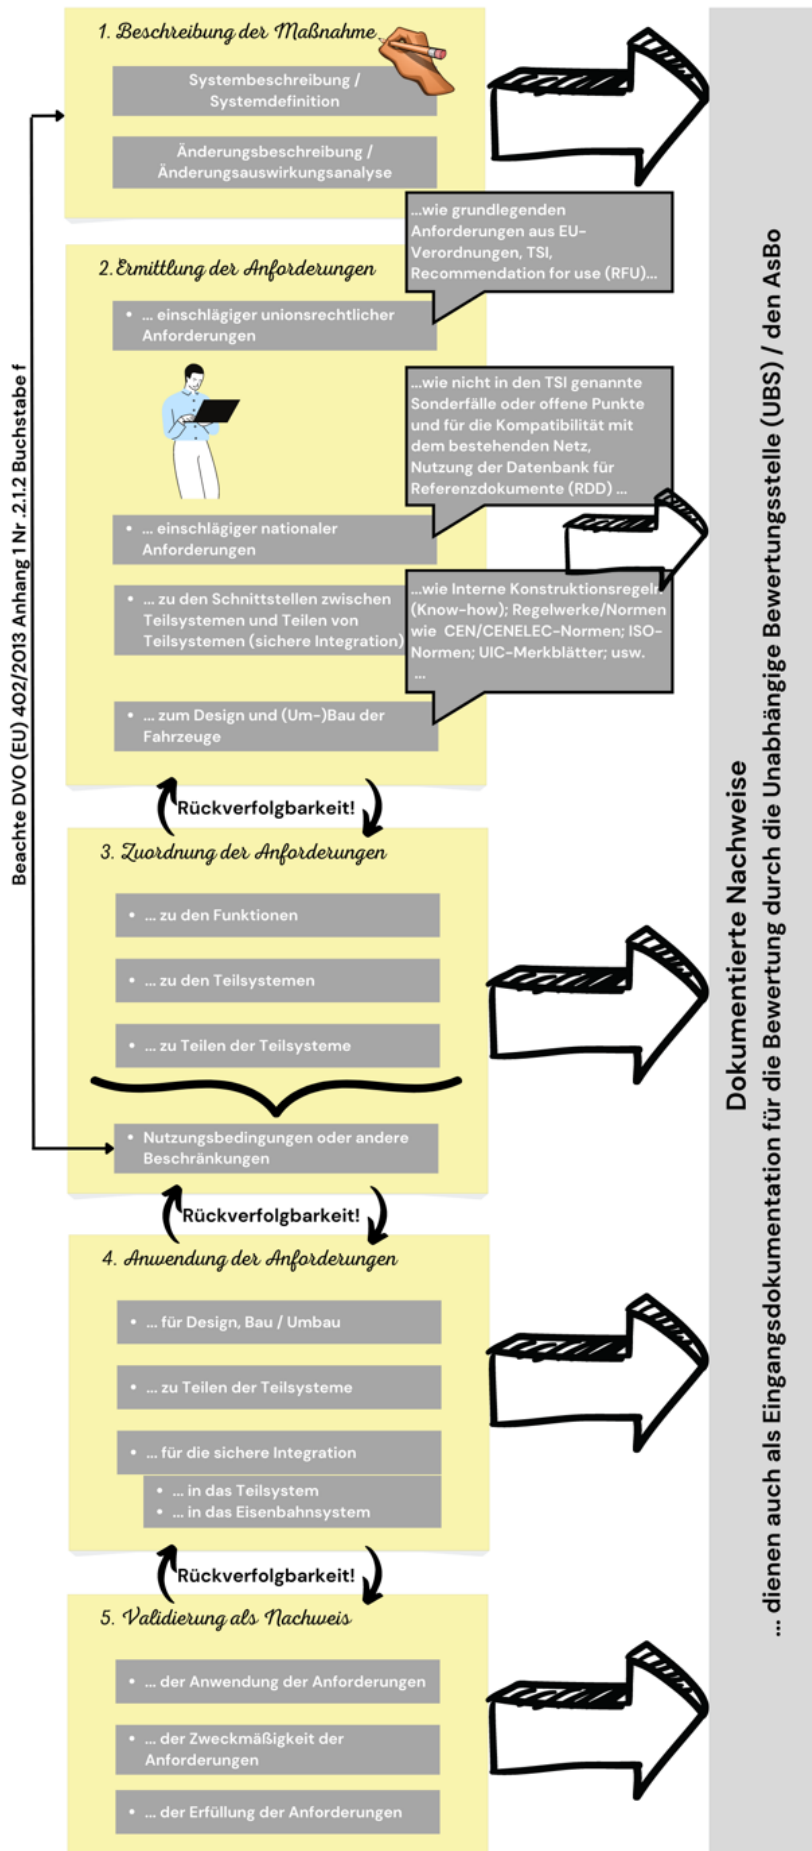 1. Beschreibung der Maßnahme
Systembeschreibung /
Systemdefinition
Änderungsbeschreibung /
Änderungsauswirkungsanalyse
2. Ermittlung der Anforderungen
...wie grundlegenden
Anforderungen aus EU-
Verordnungen, TSI,
Recommendation for use (RFU)...
• ... einschlägiger unionsrechtlicher
Anforderungen
...wie nicht in den TSI genannte
Sonderfälle oder offene Punkte
und für die Kompatibilität mit
dem bestehenden Netz,
Nutzung der Datenbank für
Referenzdokumente (RDD) ...
• ... einschlägiger nationaler
Anforderungen
• ... zu den Schnittstellen zwischen
Teilsystemen und Teilen von
Teilsystemen (sichere Integration)
...wie Interne Konstruktionsregeln
(Know-how); Regelwerke/Normen
wie CEN/CENELEC-Normen; ISO-
Normen; UIC-Merkblätter; usw.
...
• ... zum Design und (Um-)Bau der
Fahrzeuge
Rückverfolgbarkeit!
3. Zuordnung der Anforderungen
• ... zu den Funktionen
• ... zu den Teilsystemen
• ... zu Teilen der Teilsysteme
• Nutzungsbedingungen oder andere
Beschränkungen
Rückverfolgbarkeit!
4. Anwendung der Anforderungen
• ... für Design, Bau / Umbau
• ... zu Teilen der Teilsysteme
• ... für die sichere Integration
• ... in das Teilsystem
• ... in das Eisenbahnsystem
Rückverfolgbarkeit!
5. Validierung als Nachweis
• ... der Anwendung der Anforderungen
• ... der Zweckmäßigkeit der
Anforderungen
• ... der Erfüllung der Anforderungen
Beachte DVO (EU) 402/2013 Anhang 1 Nr .2.1.2 Buchstabe f
Dokumentierte Nachweise
... dienen auch als Eingangsdokumentation für die Bewertung durch die Unabhängige Bewertungsstelle (UBS) / den AsBo